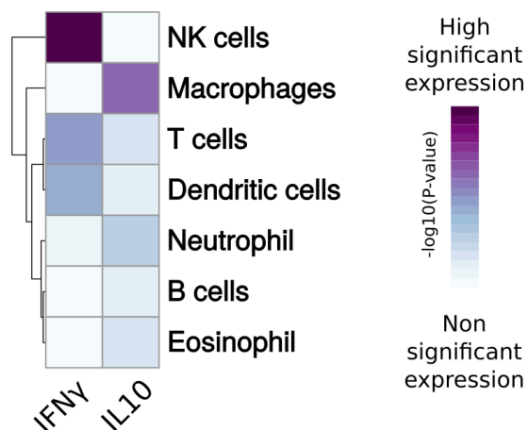 NK cells
Macrophages
T cells
Dendritic cells
Neutrophil
B cells
Eosinophil
IFNγ
IL10
High
significant
expression
-log10(P-value)
Non
significant
expression